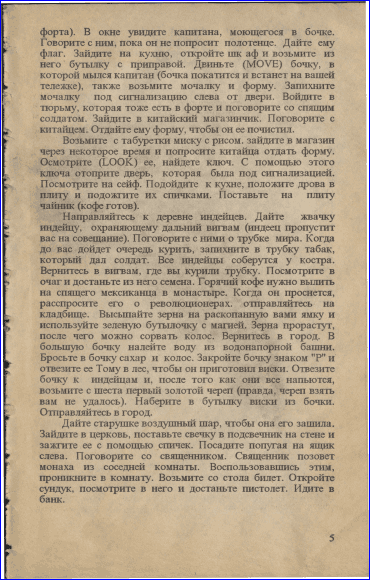 форта). В окне увидите капитана, моющегося в бочке.
Говорите с ним, пока он не попросит полотенце. Дайте ему
флаг. Зайдите на кухню, откройте шк аф и возьмите из
него бутылку с приправой. Двиньте (MOVE) бочку, в
которой мылся капитан (бочка покатится и встанет на вашей
тележке), также возьмите мочалку и форму. Запихните
мочалку под сигнализацию слева от двери. Войдите в
тюрьму, которая тоже есть в форте и поговорите со спящим
солдатом. Зайдите в китайский магазинчик. Поговорите с
китайцем. Отдайте ему форму, чтобы он ее почистил.
Возьмите с табуретки миску с рисом. зайдите в магазин
через некоторое время и попросите китайца отдать форму.
Осмотрите (LOOK) ее, найдете ключ. С помощью этого
ключа отоприте дверь, которая была под сигнализацией.
Посмотрите на сейф. Подойдите к кухне, положите дрова в
плиту и подожгите их спичками. Поставьте на плиту
чайник (кофе готов).
Направляйтесь к деревне индейцев. Дайте жвачку
индейцу, охраняющему дальний вигвам (индеец пропустит
вас на совещание). Поговорите с ними о трубке мира. Когда
до вас дойдет очередь курить, запихните в трубку табак,
который дал солдат. Все индейцы соберутся у костра.
Вернитесь в вигвам, где вы курили трубку. Посмотрите в
очаг и достаньте из него семена. Горячий кофе нужно вылить
на спящего мексиканца в монастыре. Когда он проснется,
расспросите его о революционерах. отправляйтесь на
кладбище. Высыпайте зерна на раскопанную вами ямку и
используйте зеленую бутылочку с магией. Зерна прорастут,
после чего можно сорвать колос. Вернитесь в город. В
большую бочку налейте воду из водонапорной башни.
Бросьте в бочку сахар и колос. Закройте бочку знаком "Р" и
отвезите ее Тому в лес, чтобы он приготовил виски. Отвезите
бочку к индейцам и, после того как они все напьются,
возьмите с шеста первый золотой череп (правда, череп взять
вам не удалось). Наберите в бутылку виски из бочки.
Отправляйтесь в город.
Дайте старушке воздушный шар, чтобы она его зашила.
Зайдите в церковь, поставьте свечку в подсвечник на стене и
зажгите ее с помощью спичек. Посадите попугая на ящик
слева. Поговорите со священником. Священник позовет
монаха из соседней комнаты. Воспользовавшись этим,
проникните в комнату. Возьмите со стола билет. Откройте
сундук, посмотрите в него и достаньте пистолет. Идите в
банк.
5